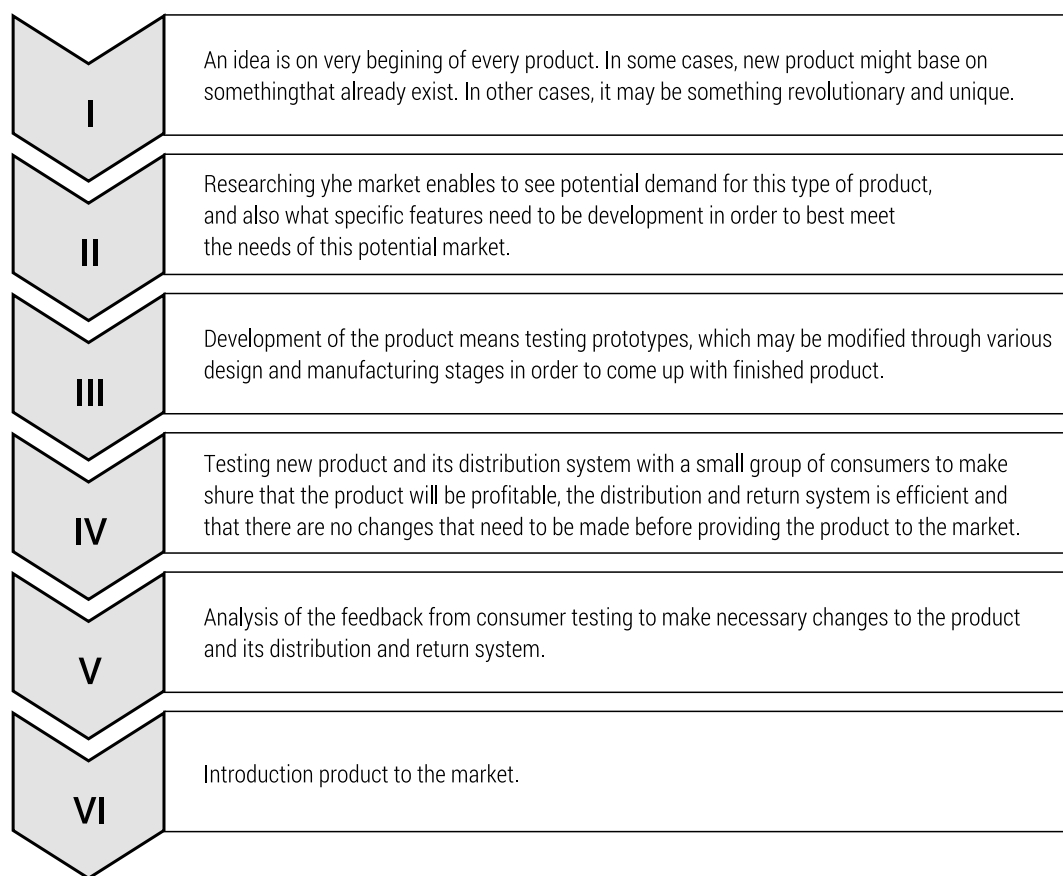 I
An idea is on very begining of every product. In some cases, new product might base on
somethingthat already exist. In other cases, it may be something revolutionary and unique.
II
Researching yhe market enables to see potential demand for this type of product,
and also what specific features need to be development in order to best meet
the needs of this potential market.
III
Development of the product means testing prototypes, which may be modified through various
design and manufacturing stages in order to come up with finished product.
IV
Testing new product and its distribution system with a small group of consumers to make
shure that the product will be profitable, the distribution and return system is efficient and
that there are no changes that need to be made before providing the product to the market.
V
Analysis of the feedback from consumer testing to make necessary changes to the product
and its distribution and return system.
VI
Introduction product to the market.